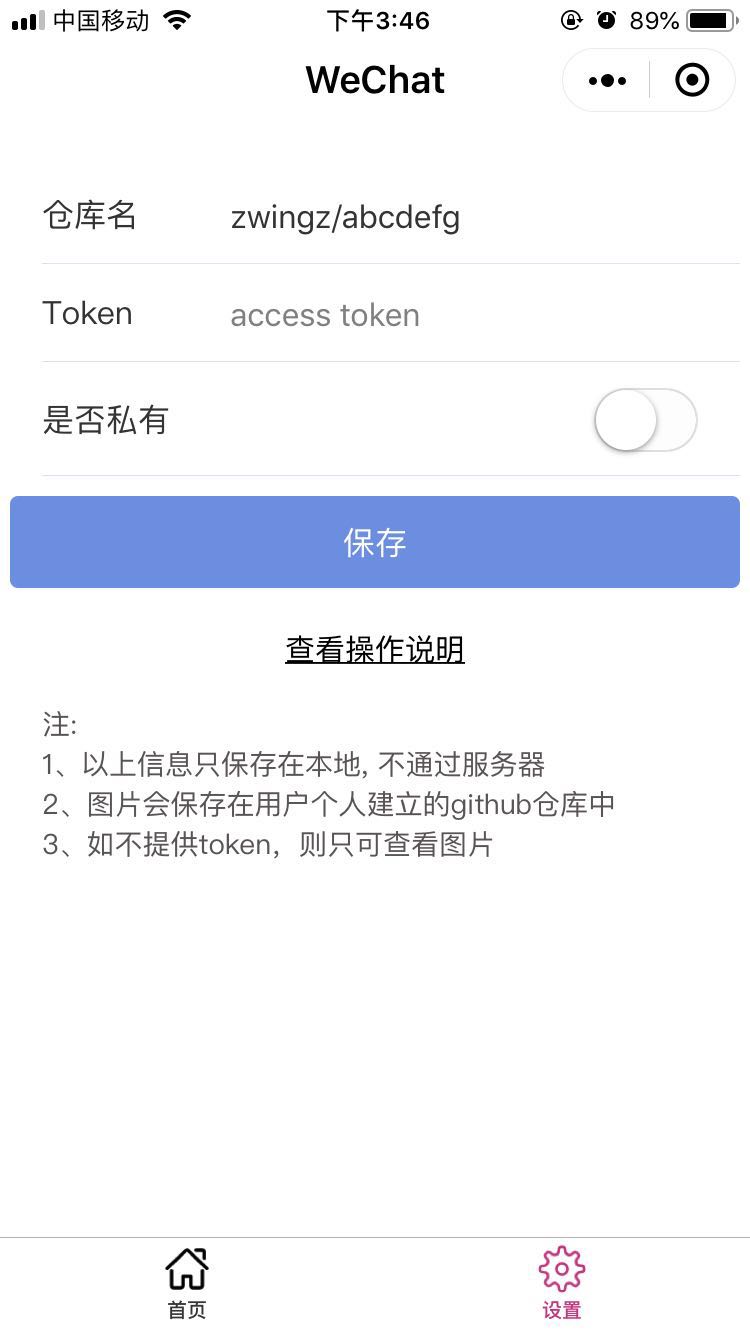 中国移动 下午3:46 89%
WeChat
仓库名 zwingz/abcdefg
Token access token
是否私有
保存
查看操作说明
注:
1、以上信息只保存在本地, 不通过服务器
2、图片会保存在用户个人建立的github仓库中
3、如不提供token，则只可查看图片
首页 设置